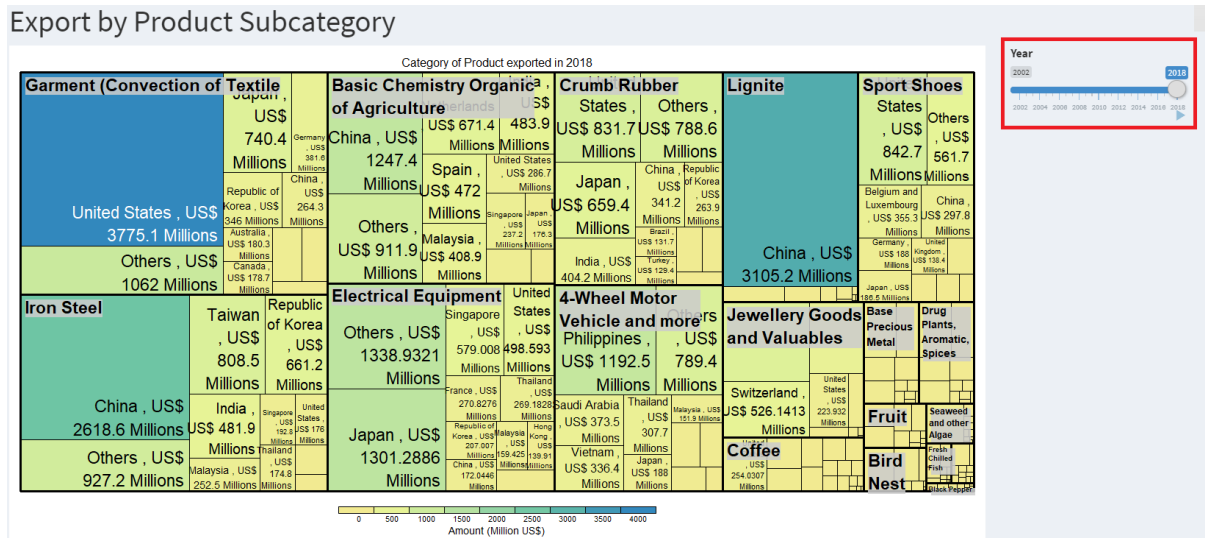 Export by Product Subcategory
Category of Product exported in 2018
Garment (Convection of Textile
United States , US$
3775.1 Millions
Others , US$
1062 Millions
Japan ,
US$
740.4
Millions
Germany
, US$
381.6
Millions
Republic of
Korea , US$
346 Millions
China ,
US$
264.3
Millions
Australia ,
US$ 180.3
Millions
Canada ,
US$ 178.7
Millions
Basic Chemistry Organic
of Agriculture
China , US$
1247.4
Millions
Others ,
US$ 911.9
Millions
US$ 671.4
Millions
US$
483.9
Millions
Spain ,
US$ 472
Millions
Malaysia ,
US$ 408.9
Millions
United States
, US$ 286.7
Millions
Singapore
, US$
237.2
Millions
Japan ,
US$
176.3
Millions
Crumb Rubber
States ,
US$ 831.7
Millions
Others ,
US$ 788.6
Millions
Japan ,
US$ 659.4
Millions
India , US$
404.2 Millions
China ,
US$
341.2
Millions
Republic
of Korea
, US$
263.9
Millions
Brazil ,
US$ 131.7
Millions
Turkey ,
US$ 129.4
Millions
Lignite
China , US$
3105.2 Millions
Sport Shoes
States
, US$
842.7
Millions
Others
, US$
561.7
Millions
Belgium and
Luxembourg
, US$ 355.3
Millions
China ,
US$ 297.8
Millions
Germany ,
US$ 188
Millions
United
Kingdom ,
US$ 138.4
Millions
Japan , US$
186.5 Millions
Iron Steel
China , US$
2618.6 Millions
Others , US$
927.2 Millions
Taiwan
, US$
808.5
Millions
Republic
of Korea
, US$
661.2
Millions
India ,
US$ 481.9
Millions
Singapore
, US$
192.8
Millions
United
States ,
US$ 176
Millions
Malaysia , US$
252.5 Millions
Thailand
, US$
174.8
Millions
Electrical Equipment
Others , US$
1338.9321
Millions
Japan , US$
1301.2886
Millions
Singapore
, US$
579.008
Millions
United
States
, US$
498.593
Millions
France , US$
270.8276
Millions
Thailand
, US$
269.1828
Millions
Republic of
Korea , US$
207.007
Millions
Malaysia
, US$
159.425
Millions
Hong
Kong ,
US$
139.91
Millions
China , US$
172.0446
Millions
4-Wheel Motor
Vehicle and more
Philippines ,
US$ 1192.5
Millions
, US$
789.4
Millions
Saudi Arabia
, US$ 373.5
Millions
Thailand
, US$
307.7
Millions
Malaysia , US$
151.9 Millions
Vietnam ,
US$ 336.4
Millions
Japan ,
US$ 188
Millions
Jewellery Goods
and Valuables
Switzerland ,
US$ 526.1413
Millions
United
States
, US$
223.932
Millions
Coffee
, US$
254.0307
Millions
Base
Precious
Metal
Drug
Plants,
Aromatic,
Spices
Fruit
Seaweed
and other
Algae
Bird
Nest
Fresh
Chilled
Fish
Black Pepper
0 500 1000 1500 2000 2500 3000 3500 4000
Amount (Million US$)
Year
2002 2018
2002 2004 2006 2008 2010 2012 2014 2016 2018